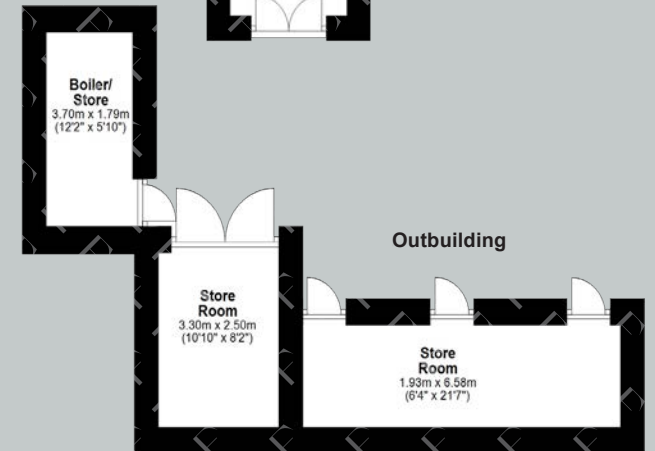 Boiler/
Store
3.70m x 1.79m
(12'2" x 5'10")
Outbuilding
Store
Room
3.30m x 2.50m
(10'10" x 8'2")
Store
Room
1.93m x 6.58m
(6'4" x 21'7")